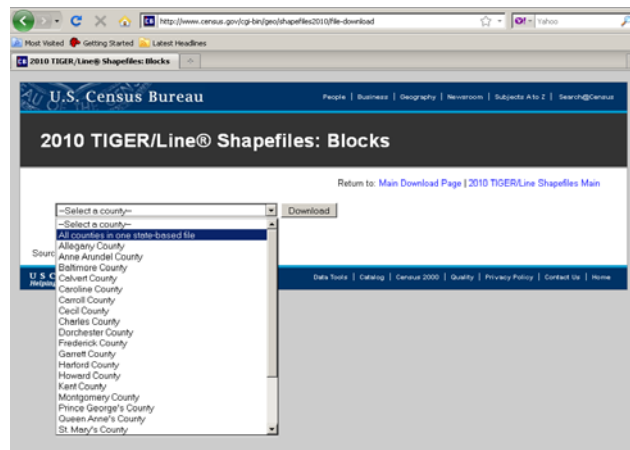 http://www.census.gov/cgi-bin/geo/shapefiles2010/file-download
Yahoo
Most Visited Getting Started Latest Headlines
2010 TIGER/Line® Shapefiles: Blocks
U.S. Census Bureau
People | Business | Geography | Newsroom | Subjects A to Z | Search@Census
2010 TIGER/Line® Shapefiles: Blocks
Return to: Main Download Page | 2010 TIGER/Line Shapefiles Main
--Select a county--
Download
--Select a county--
All counties in one state-based file
Allegany County
Anne Arundel County
Baltimore County
Calvert County
Caroline County
Carroll County
Cecil County
Charles County
Dorchester County
Frederick County
Garrett County
Harford County
Howard County
Kent County
Montgomery County
Prince George's County
Queen Anne's County
St. Mary's County
Sourc
U S C
Helping
Data Tools | Catalog | Census 2000 | Quality | Privacy Policy | Contact Us | Home